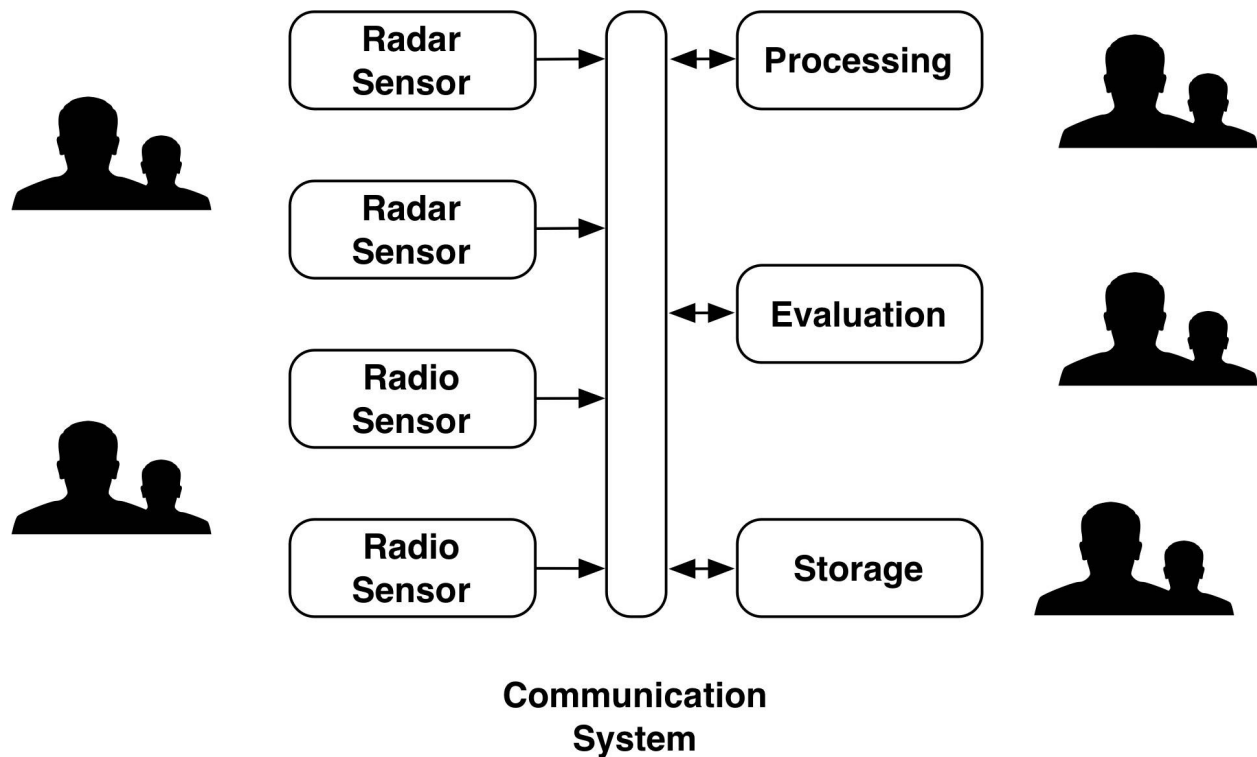 Radar
Sensor
Radar
Sensor
Radio
Sensor
Radio
Sensor
Processing
Evaluation
Storage
Communication
System